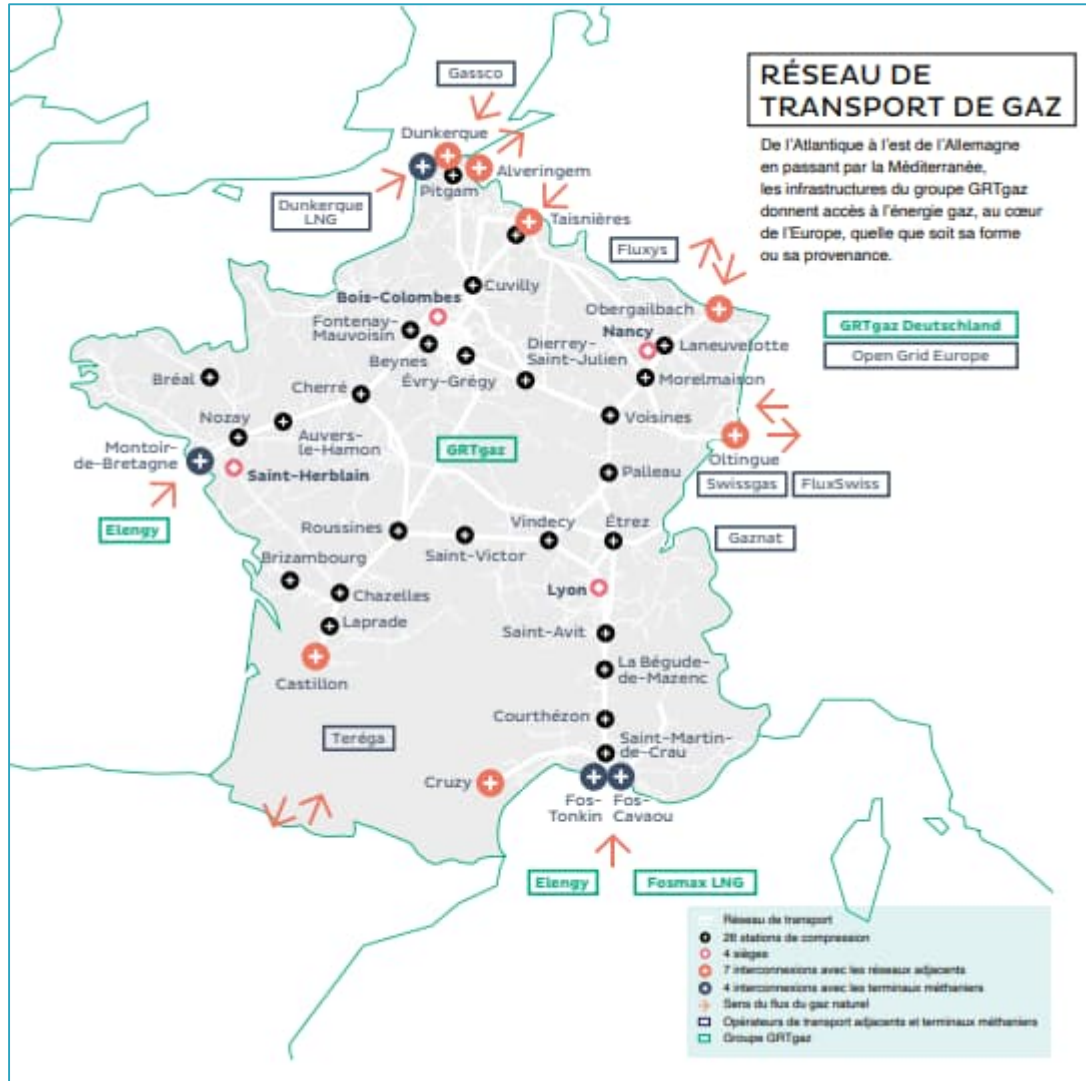 RÉSEAU DE
TRANSPORT DE GAZ
De l'Atlantique à l'est de l'Allemagne
en passant par la Méditerranée,
les infrastructures du groupe GRTgaz
donnent accès à l'énergie gaz, au cœur
de l'Europe, quelle que soit sa forme
ou sa provenance.
Gassco
Dunkerque
Alveringem
Pitgam
Dunkerque
LNG
Taisnières
Fluxys
Cuvilly
Bois-Colombes
Obergailbach
Fontenay-
Mauvoisin
Nancy
GRTgaz Deutschland
Dierrey-
Saint-Julien
Laneuvelotte
Open Grid Europe
Beynes
Évry-Grégy
Morelmaison
Bréal
Cherré
Voisines
Nozay
Auvers-
le-Hamon
Montoir-
de-Bretagne
GRTgaz
Oltingue
Saint-Herblain
Palleau
Swissgas
FluxSwiss
Elengy
Roussines
Vindecy
Étrez
Gaznat
Saint-Victor
Brizambourg
Chazelles
Lyon
Laprade
Saint-Avit
Castillon
La Bégude-
de-Mazenc
Courthézon
Teréga
Saint-Martin-
de-Crau
Cruzy
Fos-
Tonkin
Fos-
Cavaou
Elengy
Fosmax LNG
Réseau de transport
26 stations de compression
4 sièges
7 interconnexions avec les réseaux adjacents
4 interconnexions avec les terminaux méthaniers
Sens du flux du gaz naturel
Opérateurs de transport adjacents et terminaux méthaniers
Groupe GRTgaz